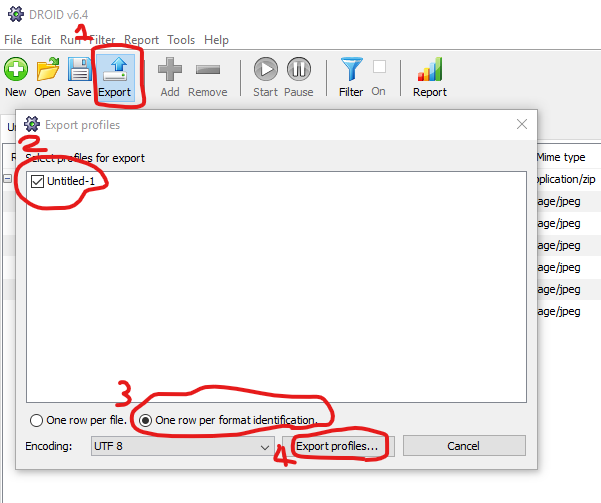 DROID v6.4
1
File Edit Run Filter Report Tools Help
New Open Save Export Add Remove Start Pause Filter On Report
Export profiles
2
Select profiles for export
Mime type
Untitled-1
plication/zip
age/jpeg
age/jpeg
age/jpeg
age/jpeg
age/jpeg
age/jpeg
3
One row per file. One row per format identification.
Encoding: UTF 8 4 Export profiles... Cancel